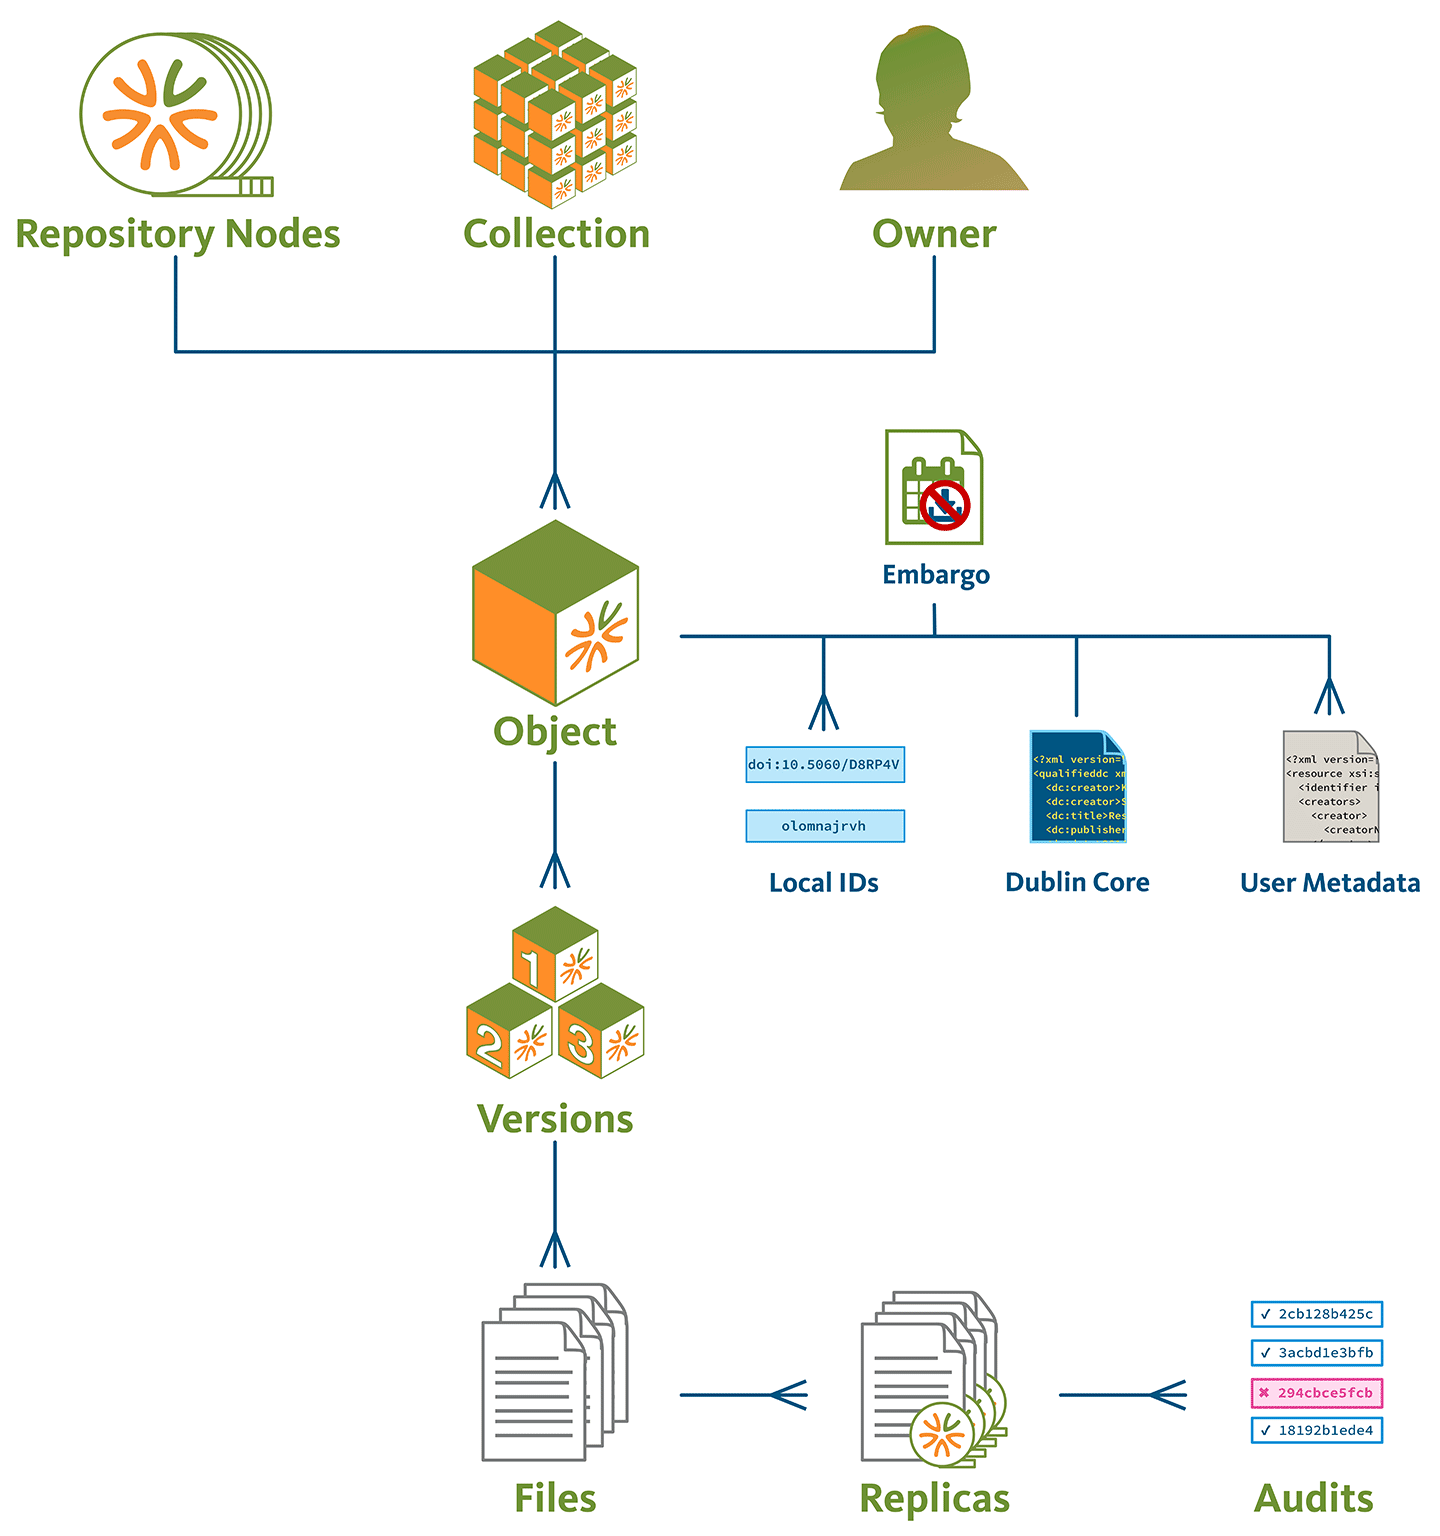 Repository Nodes
Collection
Owner
Embargo
Object
doi:10.5060/D8RP4V
olomnajrvh
Local IDs
<?xml version=
<qualifieddc xm
<dc:creator>K
<dc:creator>S
<dc:title>Res
<dc:publisher
Dublin Core
<?xml version=
<resource xsi:s
<identifier i
<creators>
<creator>
<creatorN
User Metadata
1
2
3
Versions
Files
Replicas
✓ 2cb128b425c
✓ 3acbd1e3bfb
✖ 294cbce5fcb
✓ 18192b1ede4
Audits